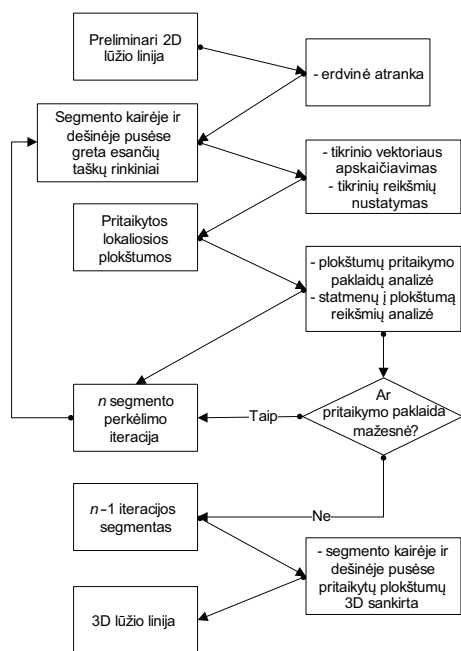 Preliminari 2D
lūžio linija
- erdvinė atranka
Segmento kairėje ir
dešinėje pusėse
greta esančių
taškų rinkiniai
- tikrinio vektoriaus
apskaičiavimas
- tikrinių reikšmių
nustatymas
Pritaikytos
lokaliosios
plokštumos
- plokštumų pritaikymo
paklaidų analizė
- statmenų į plokštumą
reikšmių analizė
n segmento
perkėlimo
iteracija
Taip
Ar
pritaikymo paklaida
mažesnė?
Ne
n-1 iteracijos
segmentas
- segmento kairėje ir
dešinėje pusėse
pritaikytų plokštumų
3D sankirta
3D lūžio linija